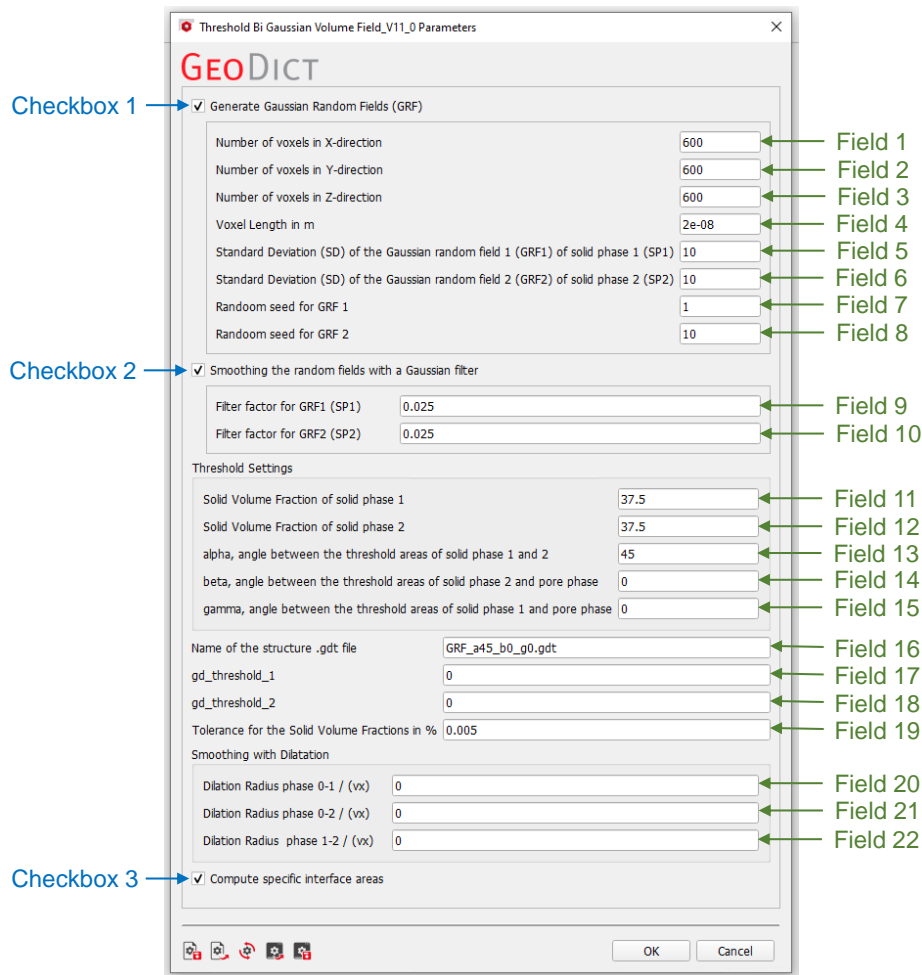 Threshold Bi Gaussian Volume Field_V11_0 Parameters
GEODICT
Checkbox 1
Generate Gaussian Random Fields (GRF)
Number of voxels in X-direction 600 Field 1
Number of voxels in Y-direction 600 Field 2
Number of voxels in Z-direction 600 Field 3
Voxel Length in m 2e-08 Field 4
Standard Deviation (SD) of the Gaussian random field 1 (GRF1) of solid phase 1 (SP1) 10 Field 5
Standard Deviation (SD) of the Gaussian random field 2 (GRF2) of solid phase 2 (SP2) 10 Field 6
Randoom seed for GRF 1 1 Field 7
Randoom seed for GRF 2 10 Field 8
Checkbox 2
Smoothing the random fields with a Gaussian filter
Filter factor for GRF1 (SP1) 0.025 Field 9
Filter factor for GRF2 (SP2) 0.025 Field 10
Threshold Settings
Solid Volume Fraction of solid phase 1 37.5 Field 11
Solid Volume Fraction of solid phase 2 37.5 Field 12
alpha, angle between the threshold areas of solid phase 1 and 2 45 Field 13
beta, angle between the threshold areas of solid phase 2 and pore phase 0 Field 14
gamma, angle between the threshold areas of solid phase 1 and pore phase 0 Field 15
Name of the structure .gdt file GRF_a45_b0_g0.gdt Field 16
gd_threshold_1 0 Field 17
gd_threshold_2 0 Field 18
Tolerance for the Solid Volume Fractions in % 0.005 Field 19
Smoothing with Dilatation
Dilation Radius phase 0-1 / (vx) 0 Field 20
Dilation Radius phase 0-2 / (vx) 0 Field 21
Dilation Radius phase 1-2 / (vx) 0 Field 22
Checkbox 3
Compute specific interface areas
OK Cancel